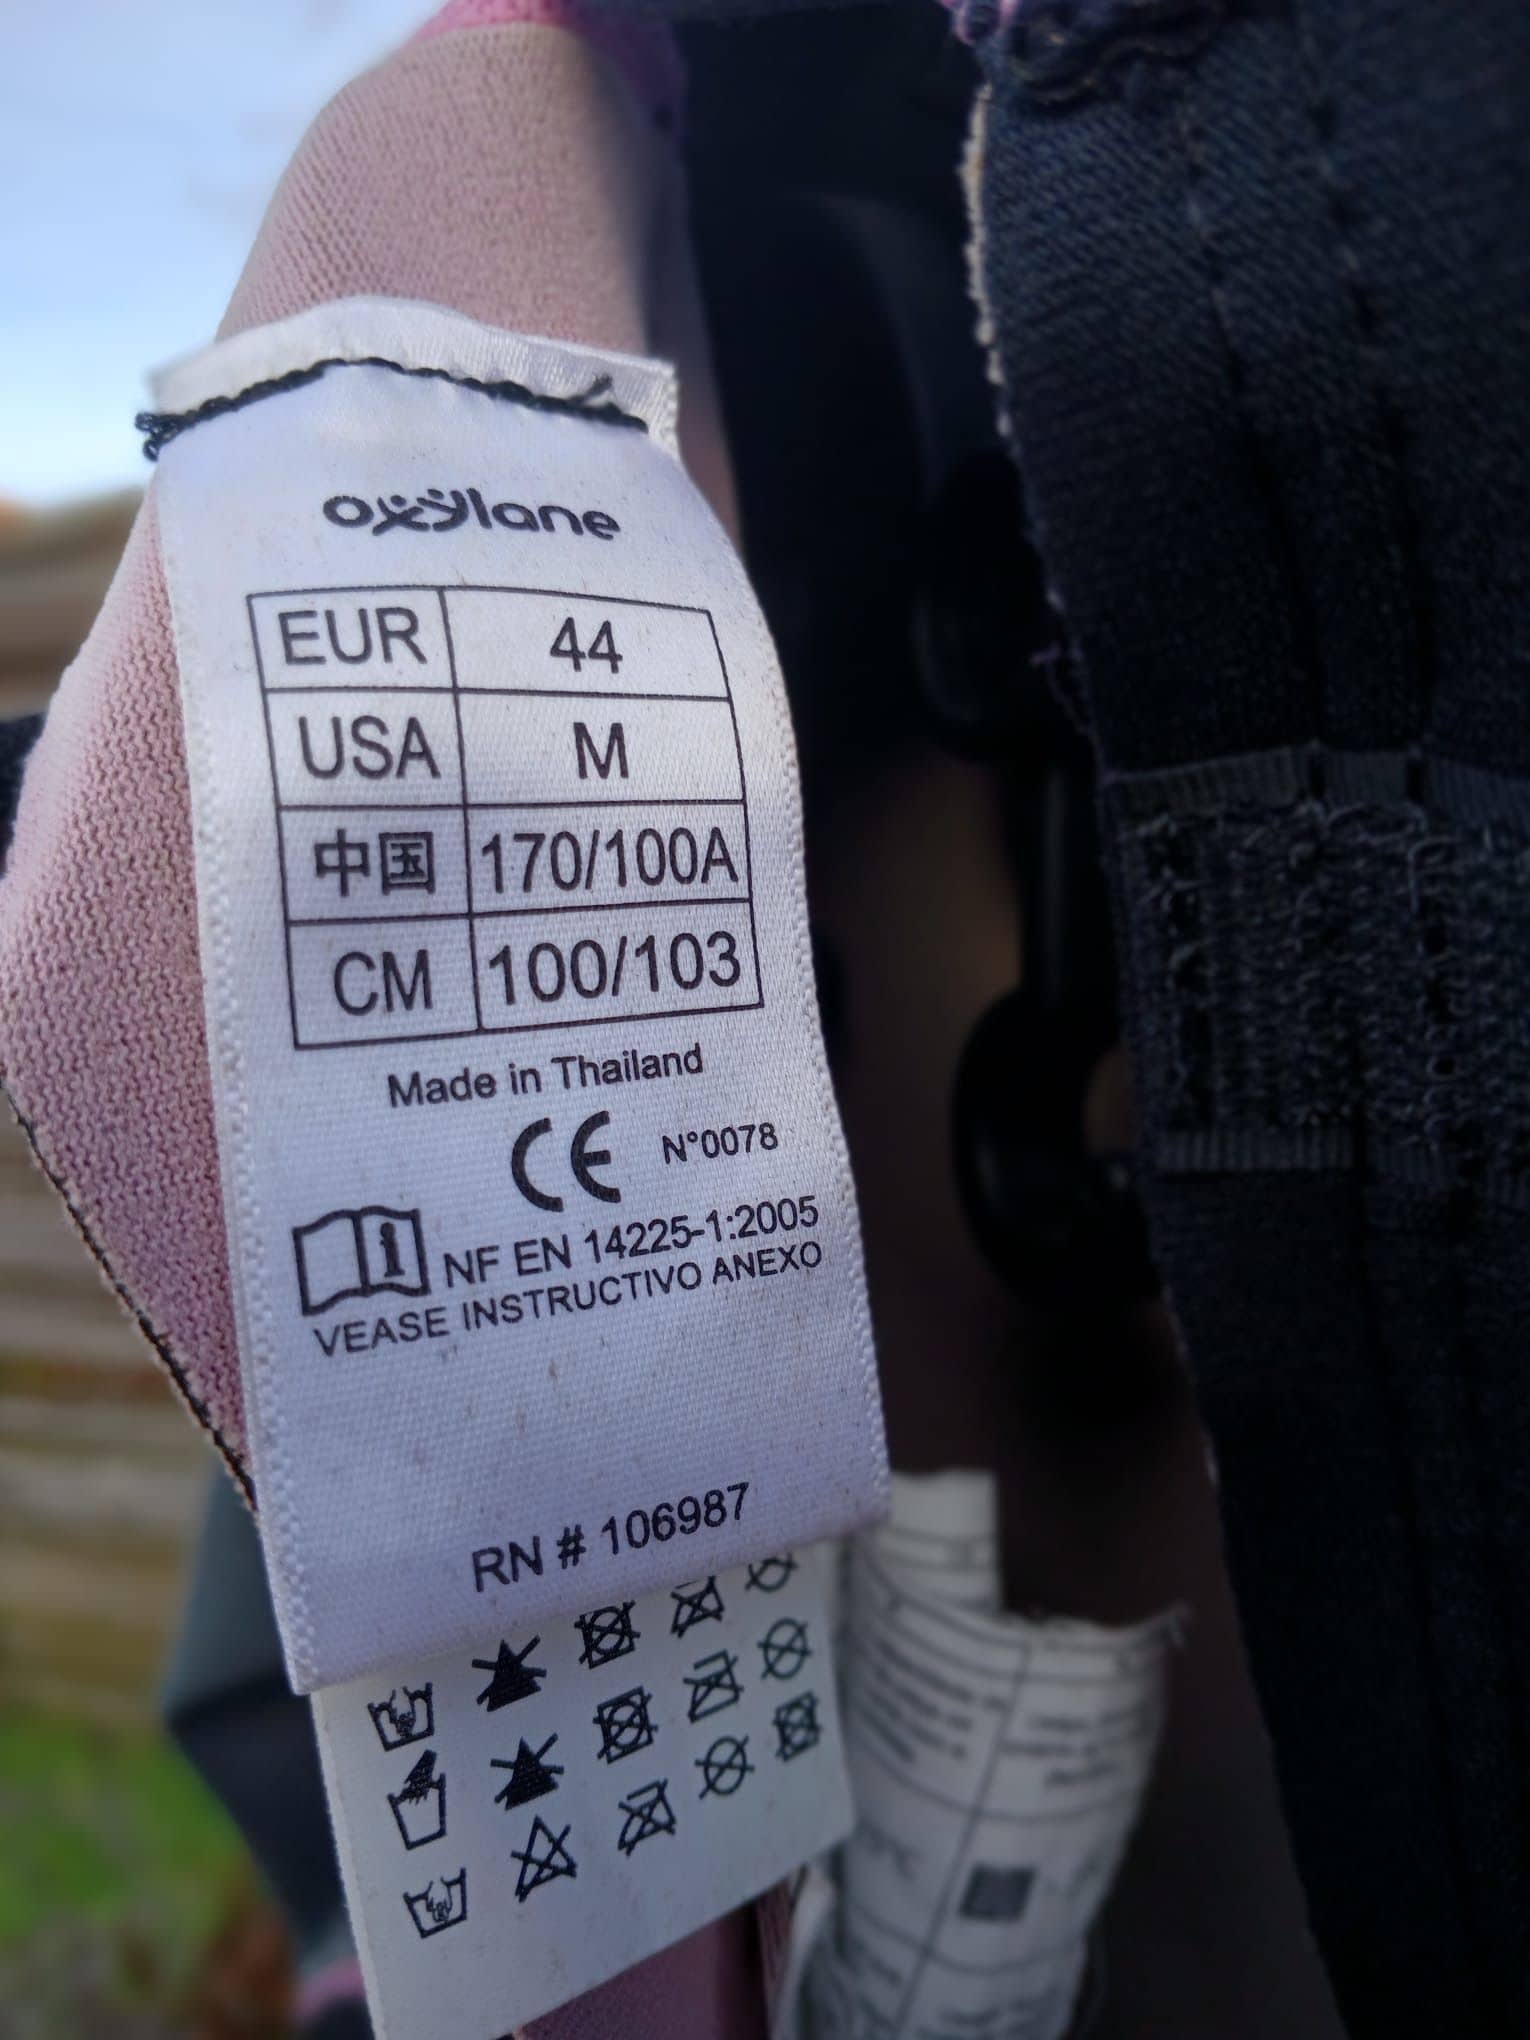 oxylane
EUR 44
USA M
中国 170/100A
CM 100/103
Made in Thailand
CE N°0078
i NF EN 14225-1:2005
VEASE INSTRUCTIVO ANEXO
RN # 106987